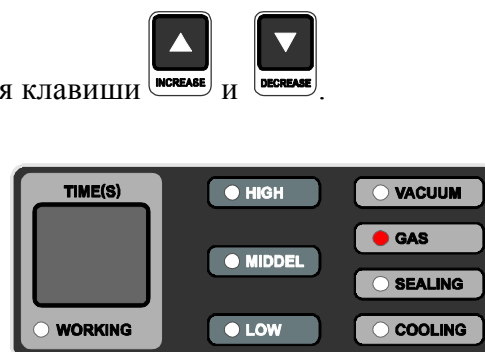 я клавиши INCREASE и DECREASE.
TIME(S)
WORKING
HIGH
MIDDEL
LOW
VACUUM
GAS
SEALING
COOLING